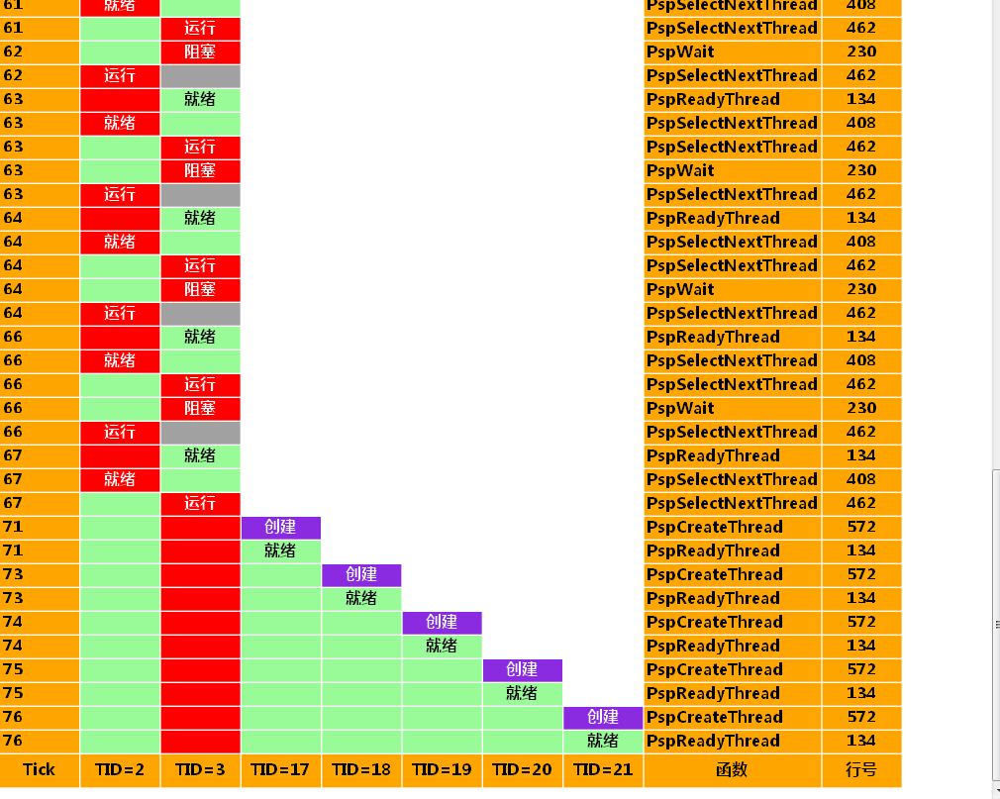 61 就绪 PspSelectNextThread 408
61 运行 PspSelectNextThread 462
62 阻塞 PspWait 230
62 运行 PspSelectNextThread 462
63 就绪 PspReadyThread 134
63 就绪 PspSelectNextThread 408
63 运行 PspSelectNextThread 462
63 阻塞 PspWait 230
63 运行 PspSelectNextThread 462
64 就绪 PspReadyThread 134
64 就绪 PspSelectNextThread 408
64 运行 PspSelectNextThread 462
64 阻塞 PspWait 230
64 运行 PspSelectNextThread 462
66 就绪 PspReadyThread 134
66 就绪 PspSelectNextThread 408
66 运行 PspSelectNextThread 462
66 阻塞 PspWait 230
66 运行 PspSelectNextThread 462
67 就绪 PspReadyThread 134
67 就绪 PspSelectNextThread 408
67 运行 PspSelectNextThread 462
71 创建 PspCreateThread 572
71 就绪 PspReadyThread 134
73 创建 PspCreateThread 572
73 就绪 PspReadyThread 134
74 创建 PspCreateThread 572
74 就绪 PspReadyThread 134
75 创建 PspCreateThread 572
75 就绪 PspReadyThread 134
76 创建 PspCreateThread 572
76 就绪 PspReadyThread 134
Tick TID=2 TID=3 TID=17 TID=18 TID=19 TID=20 TID=21 函数 行号